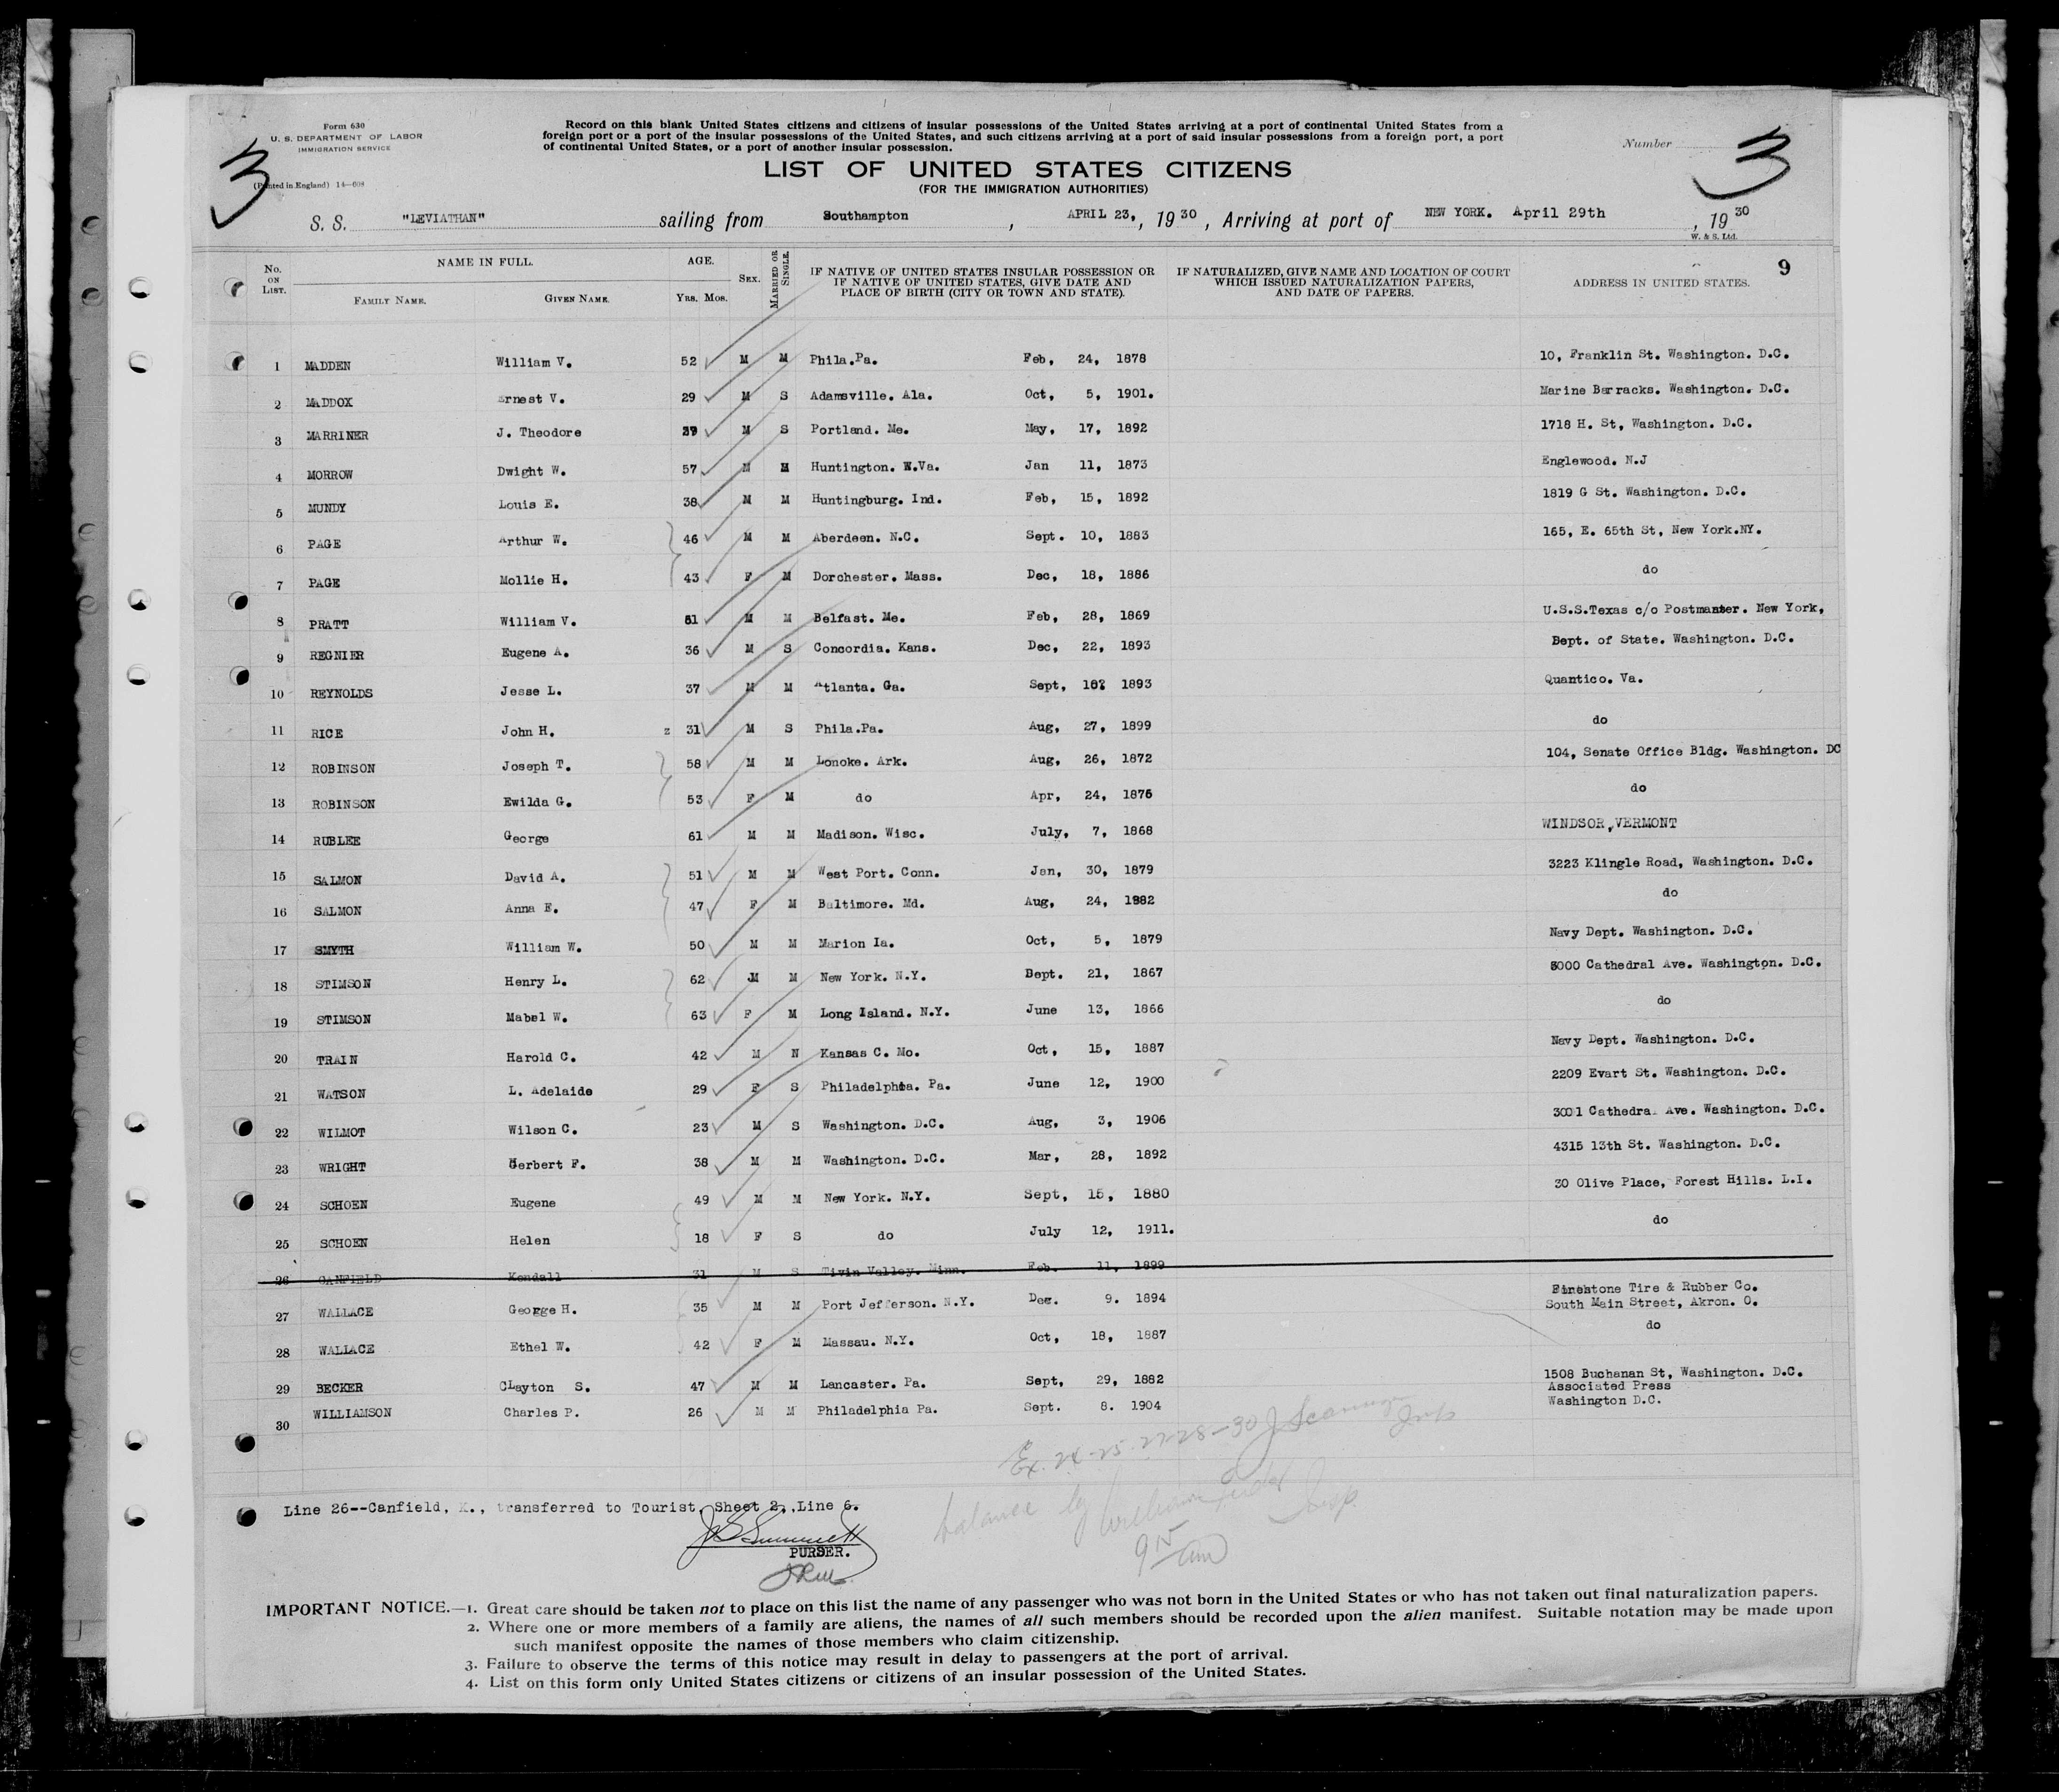 Form 630
U. S. DEPARTMENT OF LABOR
IMMIGRATION SERVICE
(Printed in England) 14—608
3
Record on this blank United States citizens and citizens of insular possessions of the United States arriving at a port of continental United States from a
foreign port or a part of the insular possessions of the United States, and such citizens arriving at a port of said insular possessions from a foreign port, a port
of continental United States, or a port of another insular possession.
LIST OF UNITED STATES CITIZENS
(FOR THE IMMIGRATION AUTHORITIES)
Number
3
S. S. "LEVIATHAN" sailing from Southampton, APRIL 23, 1930, Arriving at port of NEW YORK. April 29th, 1930
W. & S. Ltd.
9
No. ON LIST. NAME IN FULL. FAMILY NAME. GIVEN NAME. AGE. YRS. MOS. SEX. MARRIED OR SINGLE. IF NATIVE OF UNITED STATES INSULAR POSSESSION OR IF NATIVE OF UNITED STATES, GIVE DATE AND PLACE OF BIRTH (CITY OR TOWN AND STATE). IF NATURALIZED, GIVE NAME AND LOCATION OF COURT WHICH ISSUED NATURALIZATION PAPERS, AND DATE OF PAPERS. ADDRESS IN UNITED STATES.
1 MADDEN William V. 52 M M Phila.Pa. Feb, 24, 1878 10, Franklin St. Washington. D.C.
2 MADDOX Ernest V. 29 M S Adamsville. Ala. Oct, 5, 1901. Marine Barracks. Washington. D.C.
3 MARRINER J. Theodore 37 M S Portland. Me. May, 17, 1892 1718 H. St, Washington. D.C.
4 MORROW Dwight W. 57 M M Huntington. W.Va. Jan 11, 1873 Englewood. N.J
5 MUNDY Louis E. 38 M M Huntingburg. Ind. Feb, 15, 1892 1819 G St. Washington. D.C.
6 PAGE Arthur W. 46 M M Aberdeen. N.C. Sept. 10, 1883 165, E. 65th St, New York.NY.
7 PAGE Mollie H. 43 F M Dorchester. Mass. Dec, 18, 1886 do
8 PRATT William V. 61 M M Belfast. Me. Feb, 28, 1869 U.S.S.Texas c/o Postmaster. New York,
9 REGNIER Eugene A. 36 M S Concordia. Kans. Dec, 22, 1893 Dept. of State. Washington. D.C.
10 REYNOLDS Jesse L. 37 M M Atlanta. Ga. Sept, 1893 Quantico. Va.
11 RICE John H. z 31 M S Phila.Pa. Aug, 27, 1899 do
12 ROBINSON Joseph T. 58 M M Lonoke. Ark. Aug, 26, 1872 104, Senate Office Bldg. Washington. DC
13 ROBINSON Ewilda G. 53 F M do Apr, 24, 1876 do
14 RUBLEE George 61 M M Madison. Wisc. July, 7, 1868 WINDSOR,VERMONT
15 SALMON David A. 51 M M West Port. Conn. Jan, 30, 1879 3223 Klingle Road, Washington. D.C.
16 SALMON Anna E. 47 F M Baltimore. Md. Aug, 24, 1882 do
17 SMYTH William W. 50 M M Marion Ia. Oct, 5, 1879 Navy Dept. Washington. D.C.
18 STIMSON Henry L. 62 M M New York. N.Y. Sept. 21, 1867 3000 Cathedral Ave. Washington. D.C.
19 STIMSON Mabel W. 63 F M Long Island. N.Y. June 13, 1866 do
20 TRAIN Harold C. 42 M N Kansas C. Mo. Oct, 15, 1887 Navy Dept. Washington. D.C.
21 WATSON L. Adelaide 29 F S Philadelphia. Pa. June 12, 1900 2209 Evart St. Washington. D.C.
22 WILMOT Wilson C. 23 M S Washington. D.C. Aug, 3, 1906 3001 Cathedral Ave. Washington. D.C.
23 WRIGHT Herbert F. 38 M M Washington. D.C. Mar, 28, 1892 4315 13th St. Washington. D.C.
24 SCHOEN Eugene 49 M M New York. N.Y. Sept, 15, 1880 30 Olive Place, Forest Hills. L.I.
25 SCHOEN Helen 18 F S do July 12, 1911. do
26 CANFIELD Kendall 31 M S Tivin Valley. Minn. Feb. 11, 1899
27 WALLACE George H. 35 M M Port Jefferson. N.Y. Dec. 9. 1894 Firestone Tire & Rubber Co.
South Main Street, Akron. O.
28 WALLACE Ethel W. 42 F M Massau. N.Y. Oct, 18, 1887 do
29 BECKER CLayton S. 47 M M Lancaster. Pa. Sept, 29, 1882 1508 Buchanan St, Washington. D.C.
30 WILLIAMSON Charles P. 26 M M Philadelphia Pa. Sept. 8. 1904 Associated Press
Washington D.C.
Ex. 24-25-27-28-30 J Insp
balance by Insp.
9 15 am
Line 26--Canfield, K., transferred to Tourist, Sheet 2, Line 6.
PURSER.
IMPORTANT NOTICE.—1. Great care should be taken not to place on this list the name of any passenger who was not born in the United States or who has not taken out final naturalization papers.
2. Where one or more members of a family are aliens, the names of all such members should be recorded upon the alien manifest. Suitable notation may be made upon
such manifest opposite the names of those members who claim citizenship.
3. Failure to observe the terms of this notice may result in delay to passengers at the port of arrival.
4. List on this form only United States citizens or citizens of an insular possession of the United States.